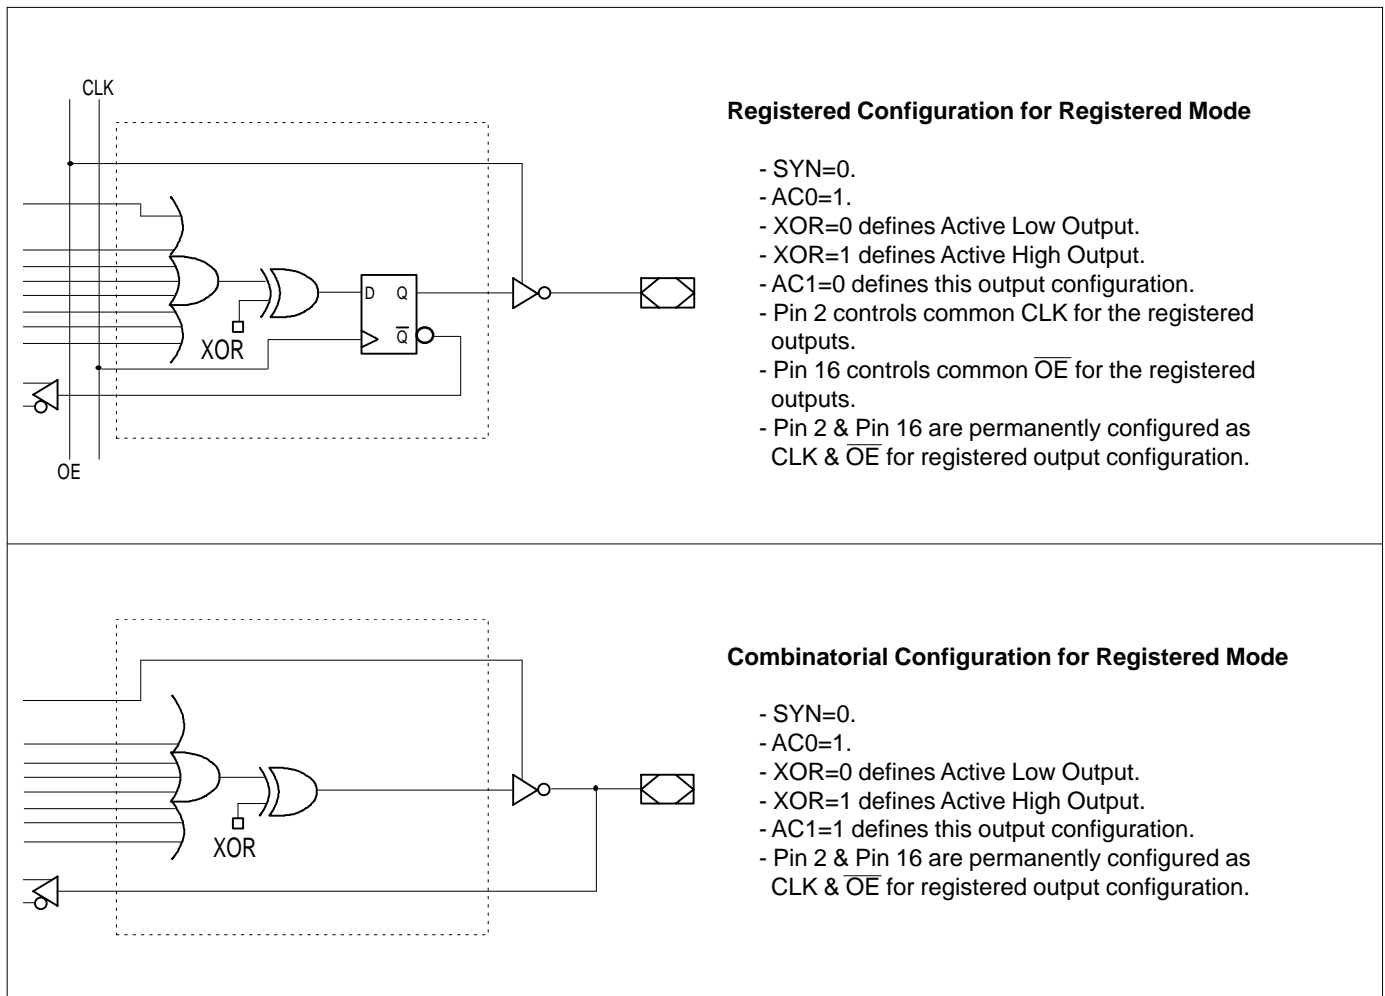 CLK
D Q
Q̅
XOR
OE
Registered Configuration for Registered Mode
- SYN=0.
- AC0=1.
- XOR=0 defines Active Low Output.
- XOR=1 defines Active High Output.
- AC1=0 defines this output configuration.
- Pin 2 controls common CLK for the registered
outputs.
- Pin 16 controls common O̅E̅ for the registered
outputs.
- Pin 2 & Pin 16 are permanently configured as
CLK & O̅E̅ for registered output configuration.
XOR
Combinatorial Configuration for Registered Mode
- SYN=0.
- AC0=1.
- XOR=0 defines Active Low Output.
- XOR=1 defines Active High Output.
- AC1=1 defines this output configuration.
- Pin 2 & Pin 16 are permanently configured as
CLK & O̅E̅ for registered output configuration.